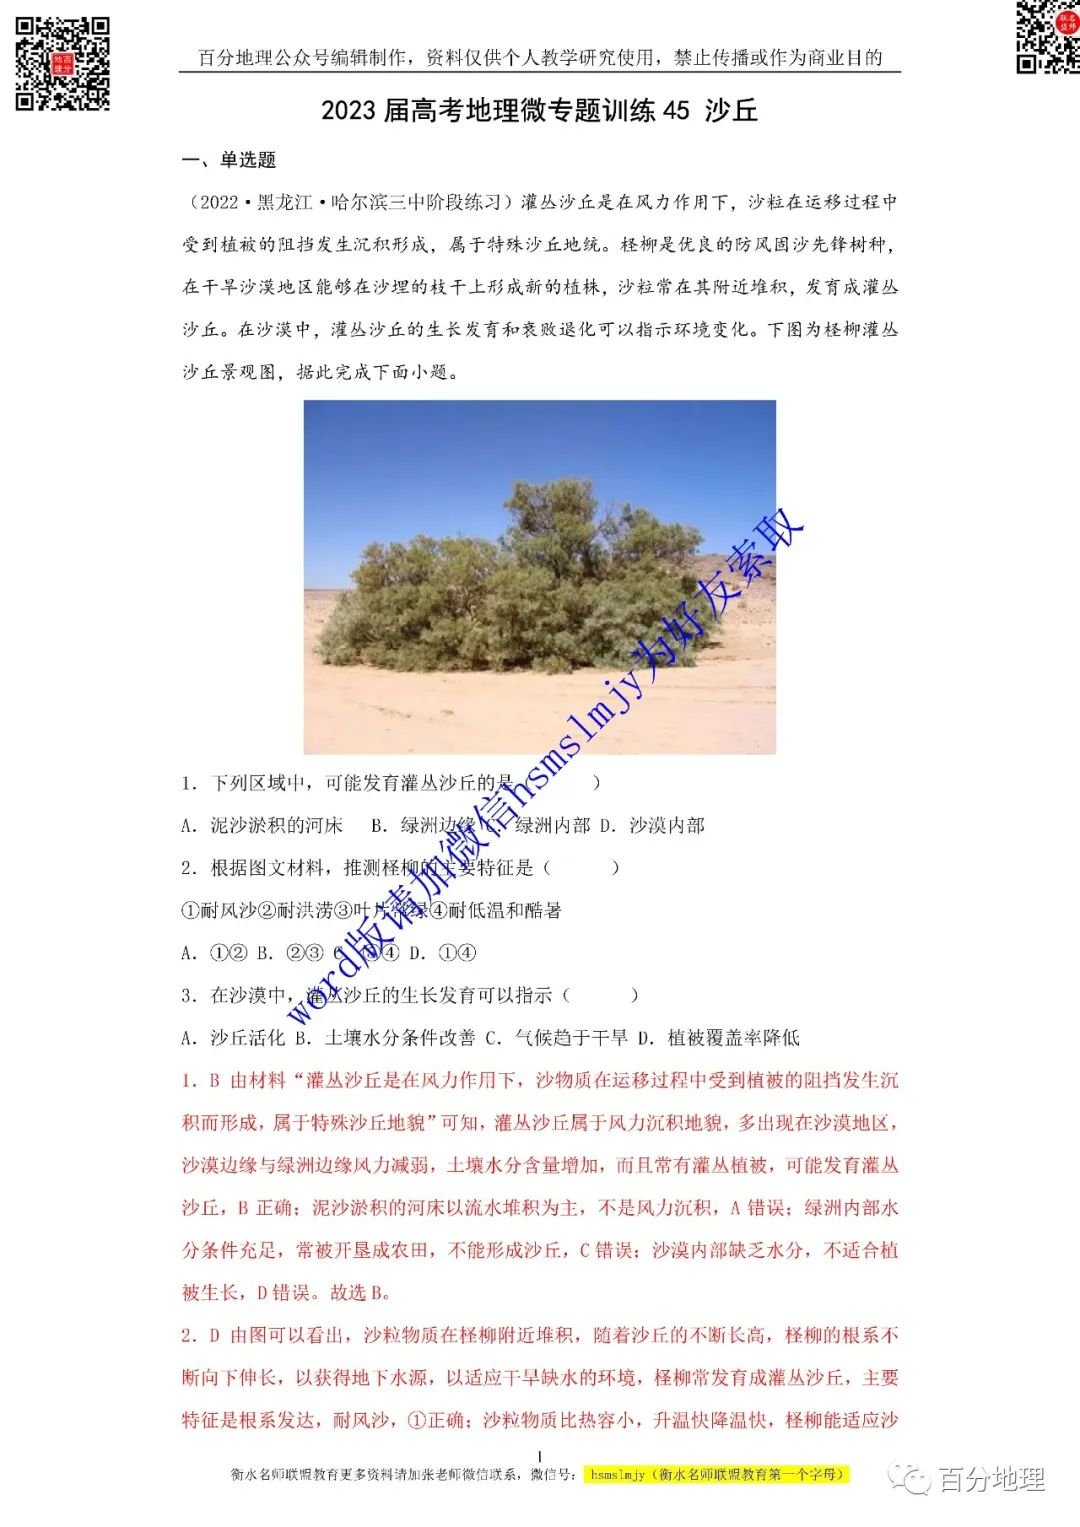 百分地理公众号编辑制作，资料仅供个人教学研究使用，禁止传播或作为商业目的
2023届高考地理微专题训练45 沙丘
一、单选题
（2022·黑龙江·哈尔滨三中阶段练习）灌丛沙丘是在风力作用下，沙粒在运移过程中
受到植被的阻挡发生沉积形成，属于特殊沙丘地统。柽柳是优良的防风固沙先锋树种，
在干旱沙漠地区能够在沙埋的枝干上形成新的植株，沙粒常在其附近堆积，发育成灌丛
沙丘。在沙漠中，灌丛沙丘的生长发育和衰败退化可以指示环境变化。下图为柽柳灌丛
沙丘景观图，据此完成下面小题。
word版请加微信hsmslmjy为好友索取
1．下列区域中，可能发育灌丛沙丘的是（ ）
A．泥沙淤积的河床 B．绿洲边缘 C．绿洲内部 D．沙漠内部
2．根据图文材料，推测柽柳的主要特征是（ ）
①耐风沙②耐洪涝③叶片常绿④耐低温和酷暑
A．①② B．②③ C．③④ D．①④
3．在沙漠中，灌丛沙丘的生长发育可以指示（ ）
A．沙丘活化 B．土壤水分条件改善 C．气候趋于干旱 D．植被覆盖率降低
1．B 由材料“灌丛沙丘是在风力作用下，沙物质在运移过程中受到植被的阻挡发生沉
积而形成，属于特殊沙丘地貌”可知，灌丛沙丘属于风力沉积地貌，多出现在沙漠地区，
沙漠边缘与绿洲边缘风力减弱，土壤水分含量增加，而且常有灌丛植被，可能发育灌丛
沙丘，B 正确；泥沙淤积的河床以流水堆积为主，不是风力沉积，A 错误；绿洲内部水
分条件充足，常被开垦成农田，不能形成沙丘，C 错误；沙漠内部缺乏水分，不适合植
被生长，D 错误。故选 B。
2．D 由图可以看出，沙粒物质在柽柳附近堆积，随着沙丘的不断长高，柽柳的根系不
断向下伸长，以获得地下水源，以适应干旱缺水的环境，柽柳常发育成灌丛沙丘，主要
特征是根系发达，耐风沙，①正确；沙粒物质比热容小，升温快降温快，柽柳能适应沙
1
衡水名师联盟教育更多资料请加张老师微信联系，微信号： hsmslmjy（衡水名师联盟教育第一个字母）
百分地理